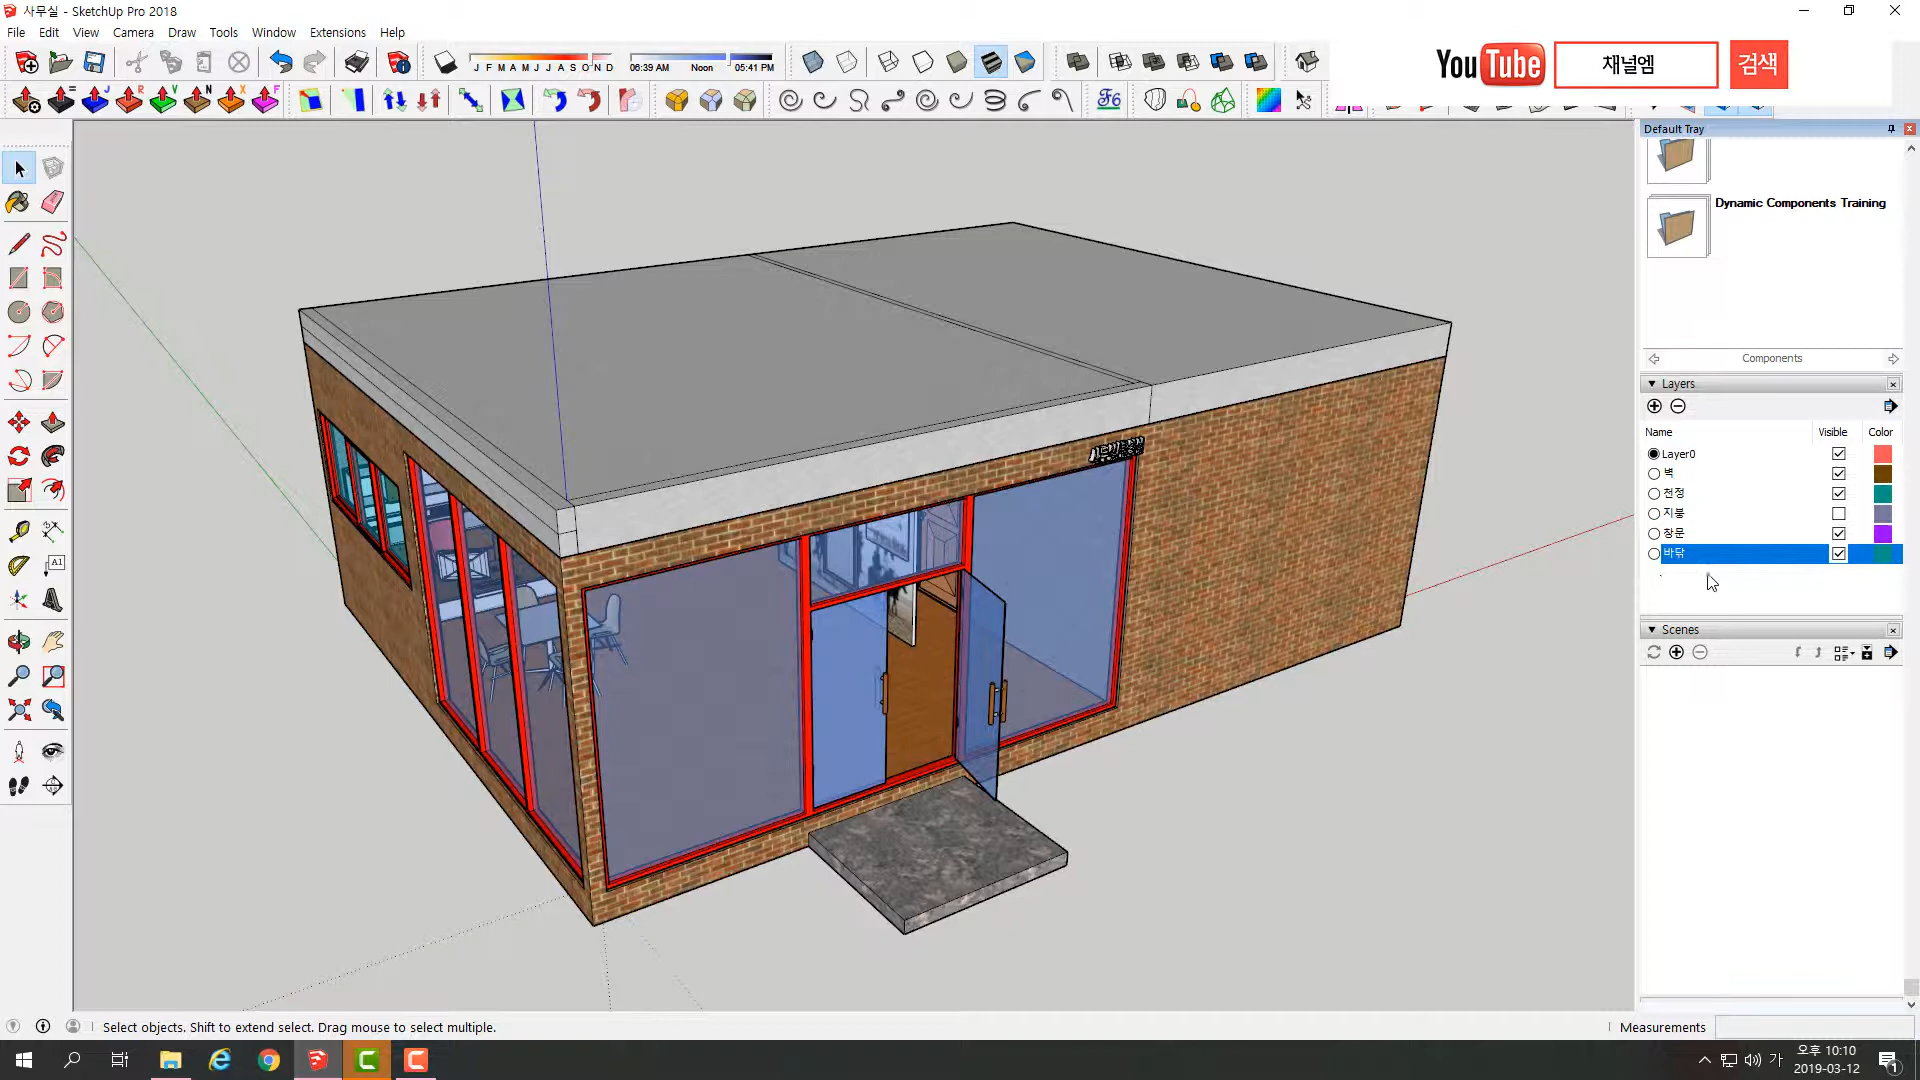 사무실 - SketchUp Pro 2018
File Edit View Camera Draw Tools Window Extensions Help
J F M A M J J A S O N D
06:39 AM Noon 05:41 PM
YouTube
채널엠
검색
Default Tray
Dynamic Components Training
Components
Layers
Name Visible Color
Layer0
벽
천정
지붕
창문
바닦
Scenes
Select objects. Shift to extend select. Drag mouse to select multiple.
Measurements
가
오후 10:10
2019-03-12